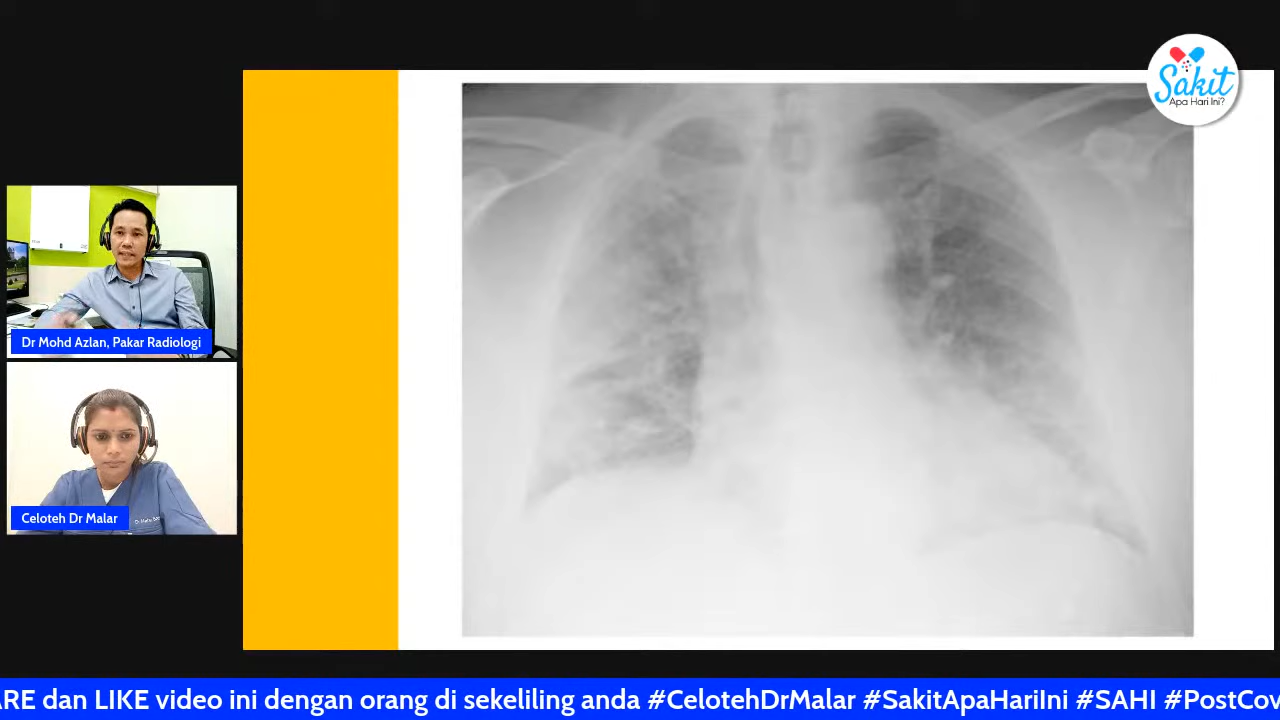 Sakit
Apa Hari Ini?
Dr Mohd Azlan, Pakar Radiologi
Celoteh Dr Malar
ARE dan LIKE video ini dengan orang di sekeliling anda #CelotehDrMalar #SakitApaHariIni #SAHI #PostCov